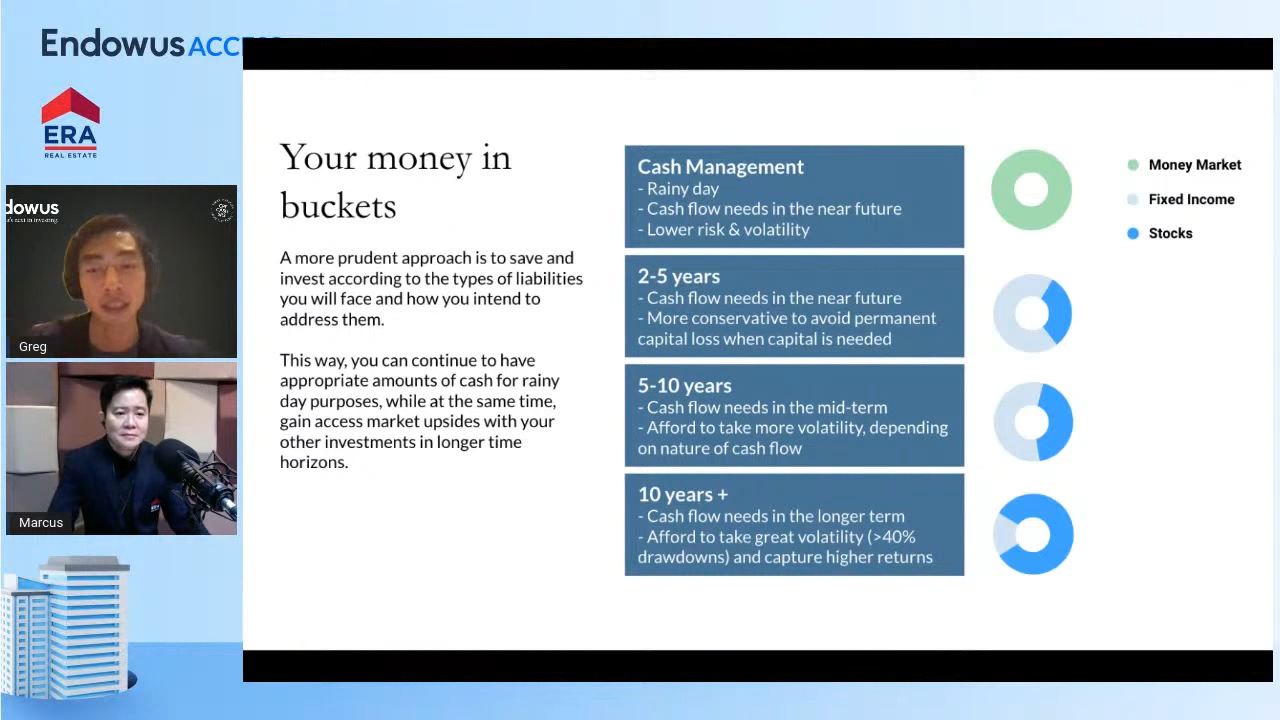 Endowus ACC
ERA
REAL ESTATE
dowus
Greg
Marcus
Your money in
buckets
A more prudent approach is to save and
invest according to the types of liabilities
you will face and how you intend to
address them.
This way, you can continue to have
appropriate amounts of cash for rainy
day purposes, while at the same time,
gain access market upsides with your
other investments in longer time
horizons.
Cash Management
- Rainy day
- Cash flow needs in the near future
- Lower risk & volatility
2-5 years
- Cash flow needs in the near future
- More conservative to avoid permanent
capital loss when capital is needed
5-10 years
- Cash flow needs in the mid-term
- Afford to take more volatility, depending
on nature of cash flow
10 years +
- Cash flow needs in the longer term
- Afford to take great volatility (>40%
drawdowns) and capture higher returns
Money Market
Fixed Income
Stocks